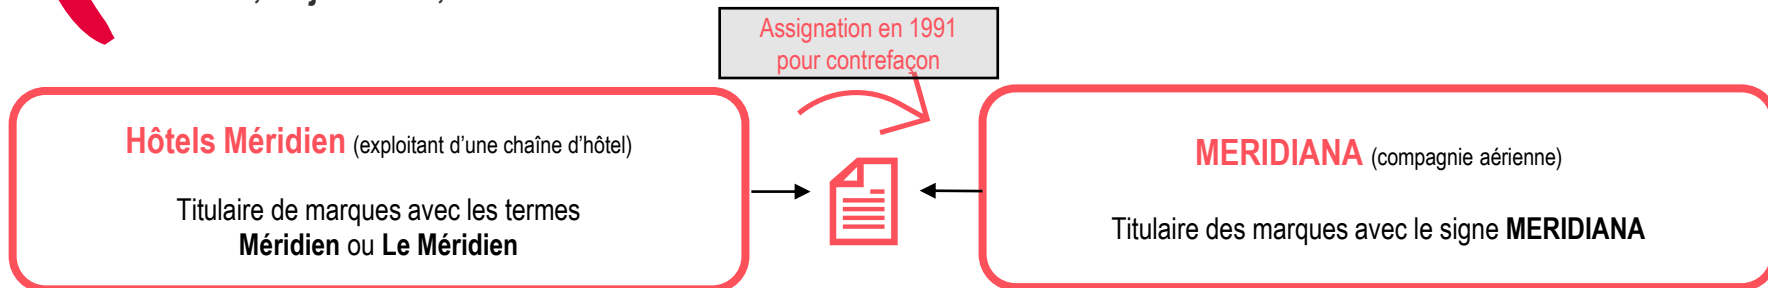 Assignation en 1991
pour contrefaçon
Hôtels Méridien (exploitant d'une chaîne d'hôtel)
Titulaire de marques avec les termes
Méridien ou Le Méridien
MERIDIANA (compagnie aérienne)
Titulaire des marques avec le signe MERIDIANA